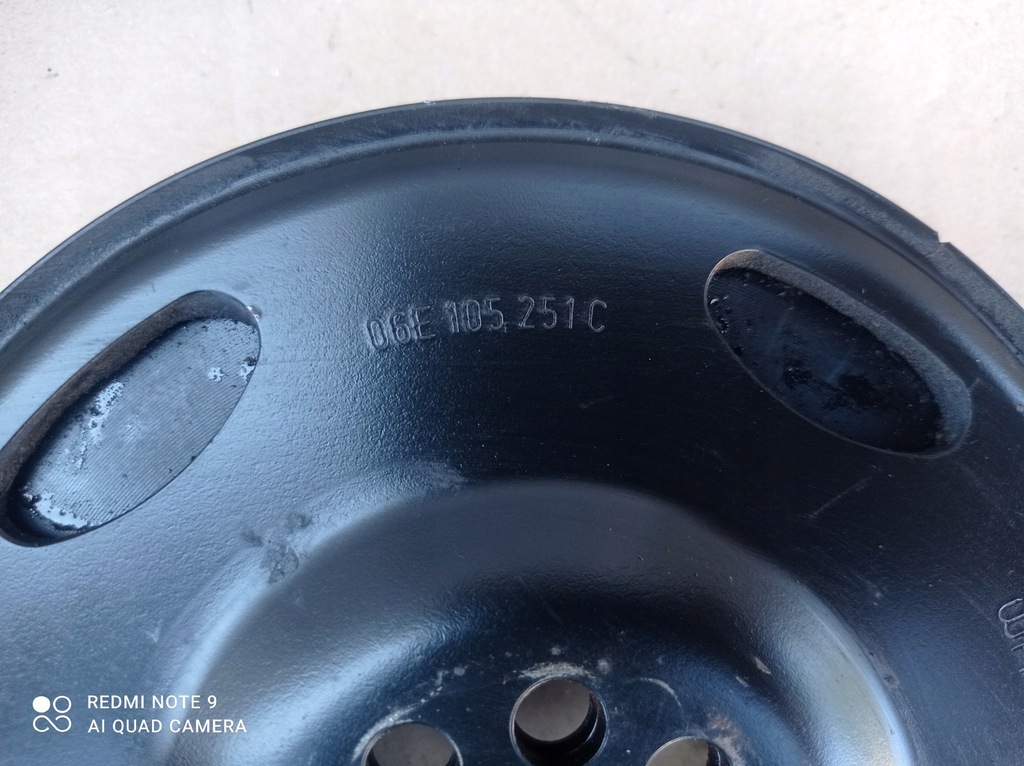 06E 105 251 C
REDMI NOTE 9
AI QUAD CAMERA